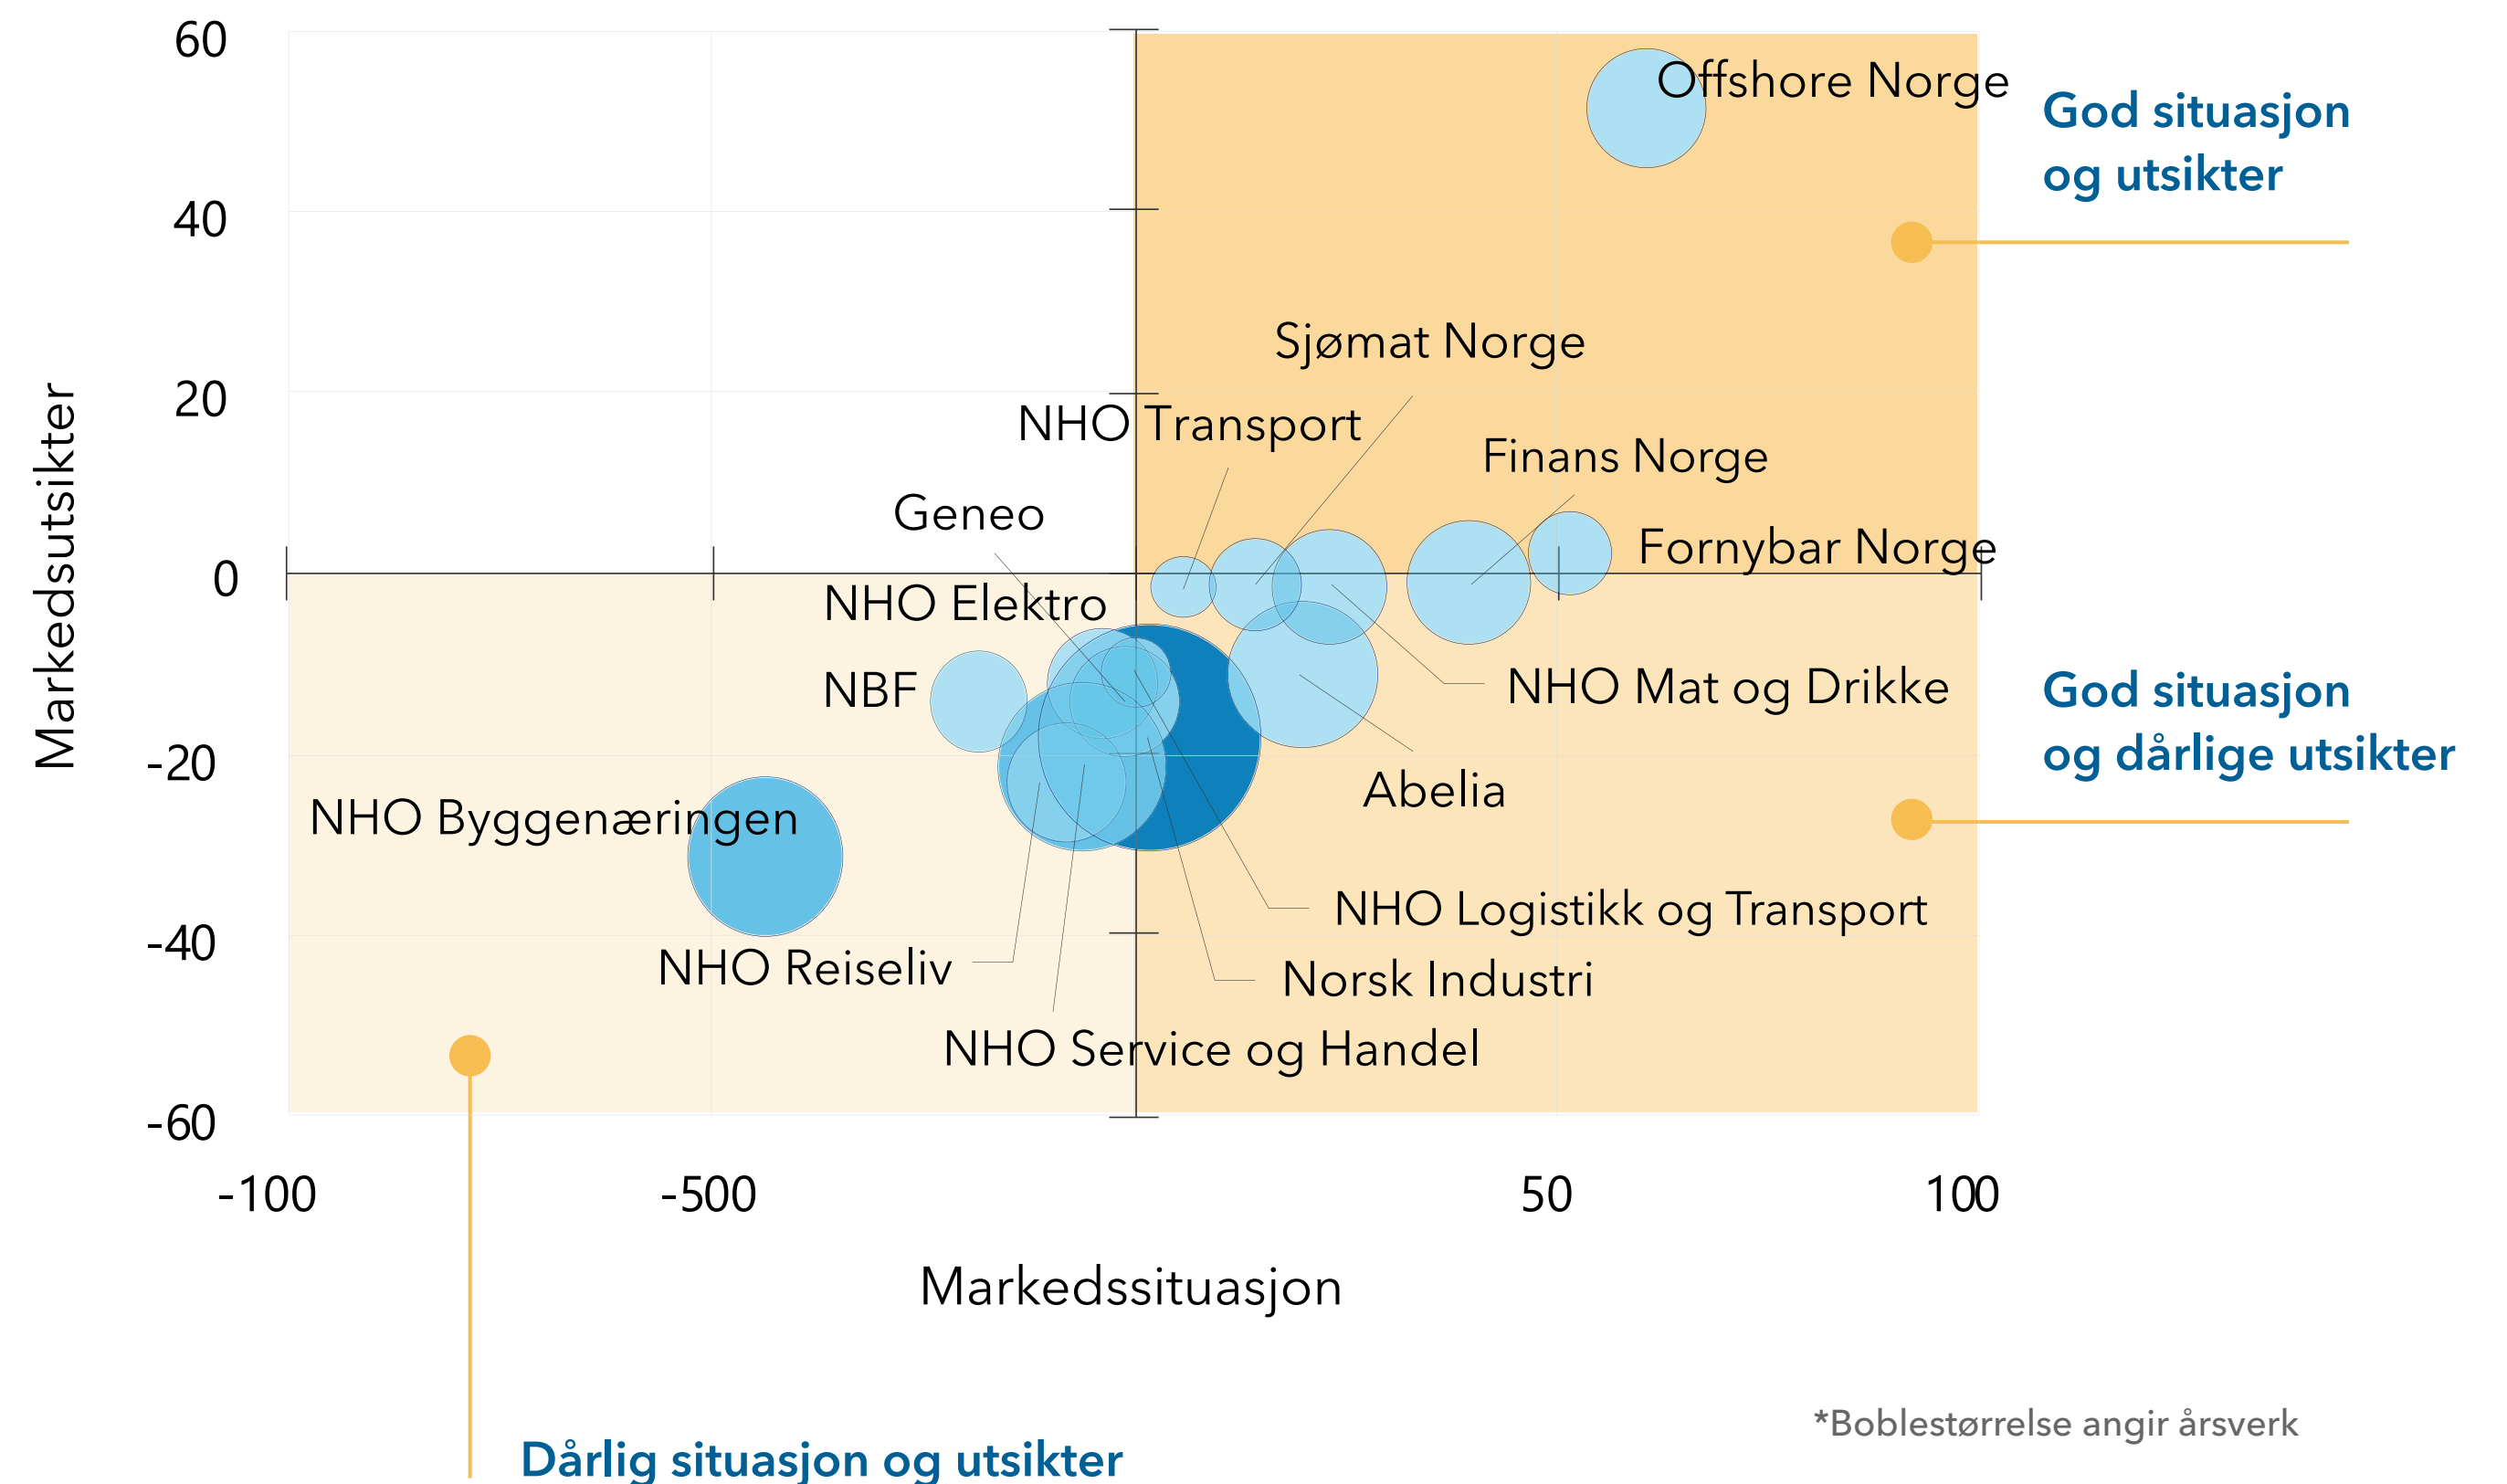 60
Offshore Norge
God situasjon
og utsikter
40
Sjømat Norge
20
NHO Transport
Finans Norge
Geneo
Fornybar Norge
0
NHO Elektro
NBF
NHO Mat og Drikke
God situasjon
og dårlige utsikter
Markedsutsikter
-20
Abelia
NHO Byggenæringen
NHO Logistikk og Transport
-40
NHO Reiseliv
Norsk Industri
NHO Service og Handel
-60
-100
-500
50
100
Markedssituasjon
*Boblestørrelse angir årsverk
Dårlig situasjon og utsikter